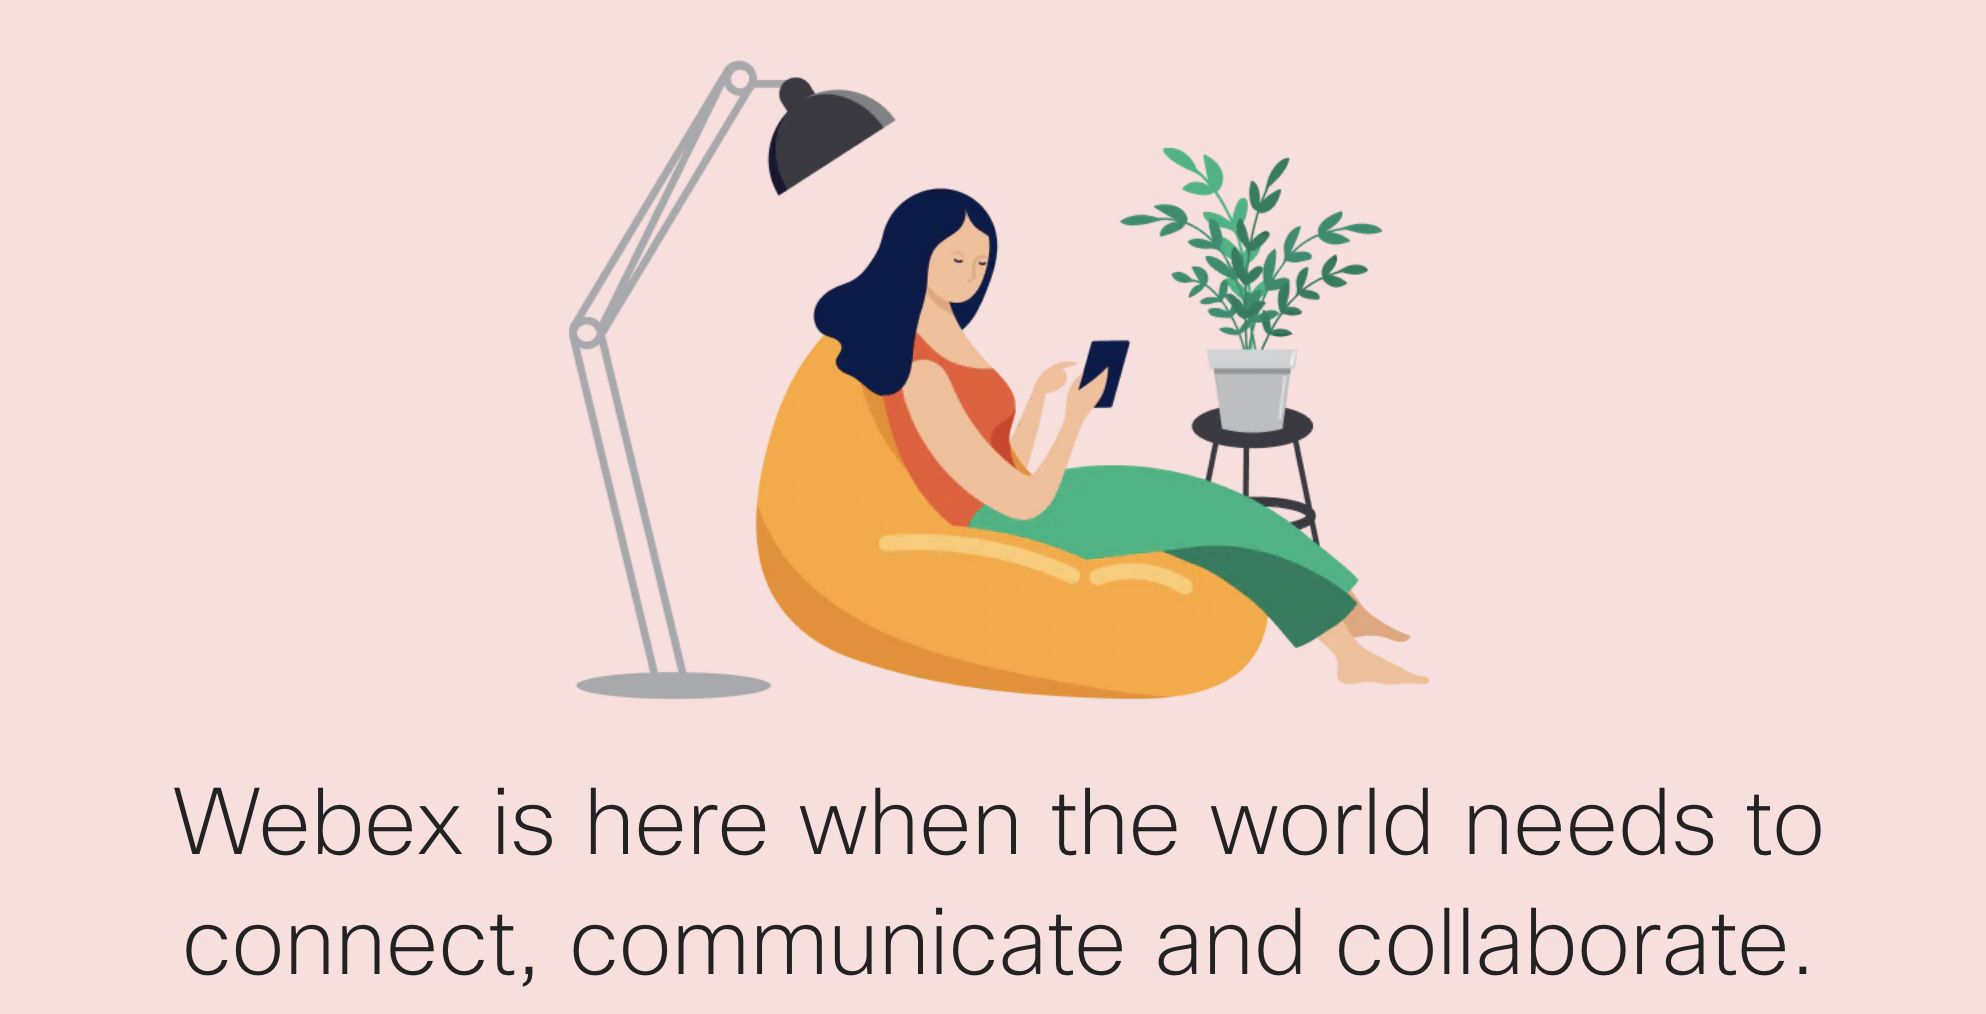 Webex is here when the world needs to
connect, communicate and collaborate.